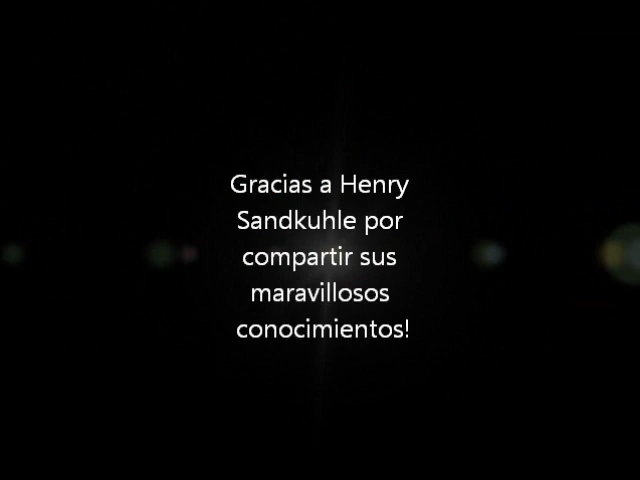 Gracias a Henry
Sandkuhle por
compartir sus
maravillosos
conocimientos!